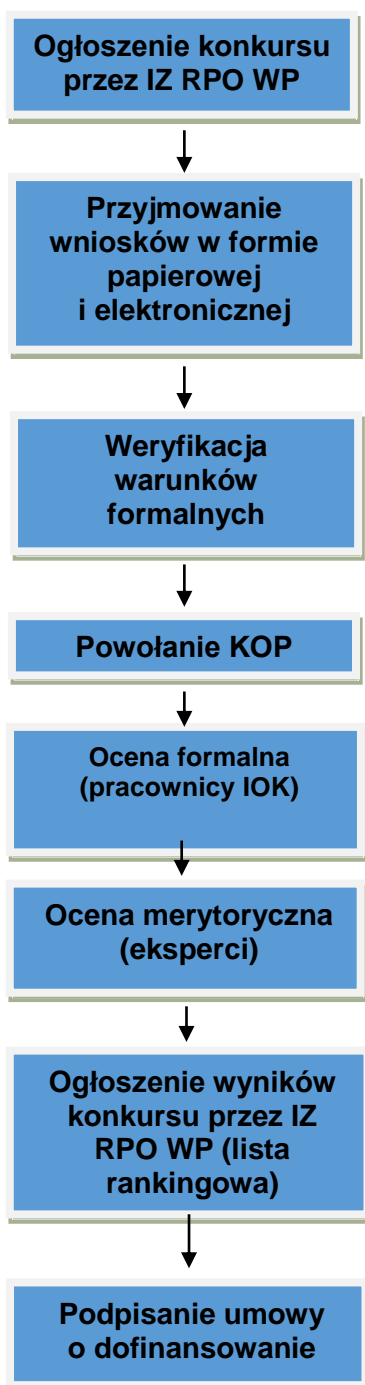 Ogłoszenie konkursu
przez IZ RPO WP
Przyjmowanie
wniosków w formie
papierowej
i elektronicznej
Weryfikacja
warunków
formalnych
Powołanie KOP
Ocena formalna
(pracownicy IOK)
Ocena merytoryczna
(eksperci)
Ogłoszenie wyników
konkursu przez IZ
RPO WP (lista
rankingowa)
Podpisanie umowy
o dofinansowanie